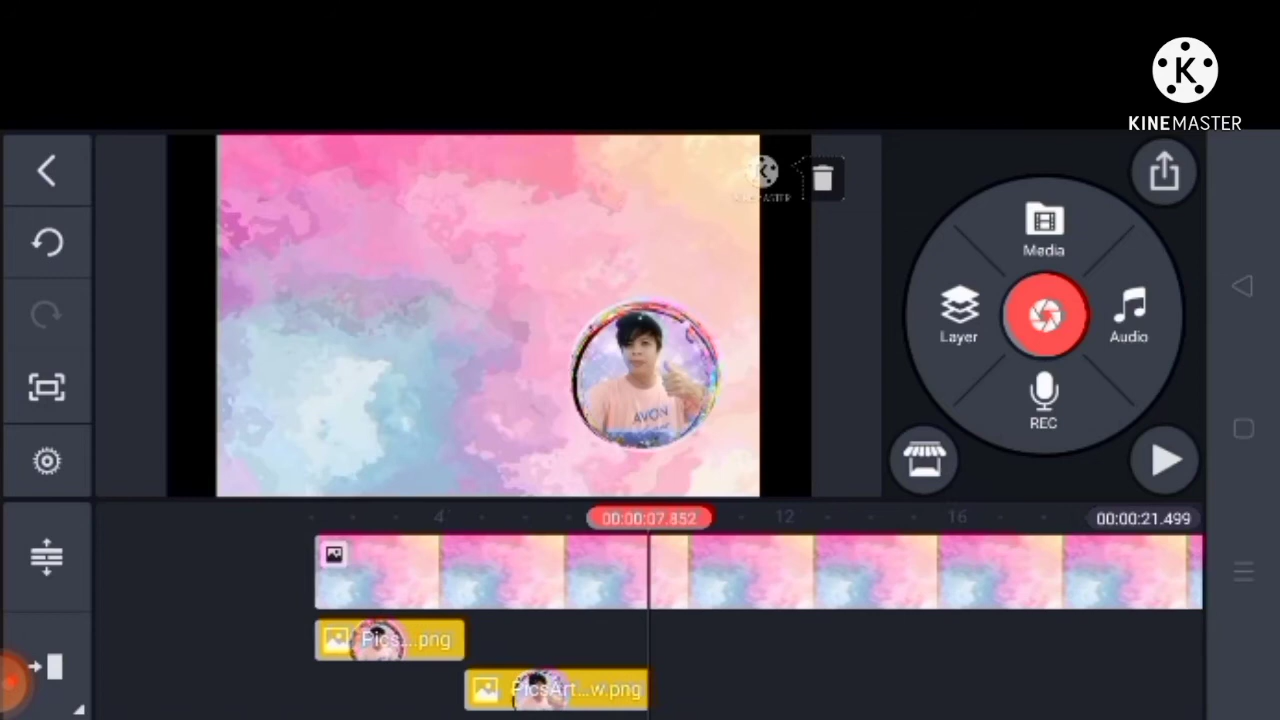 K
KINEMASTER
Media
Layer
Audio
REC
AVON
4
00:00:07.852
12
16
00:00:21.499
Pics...png
PicsArt...w.png